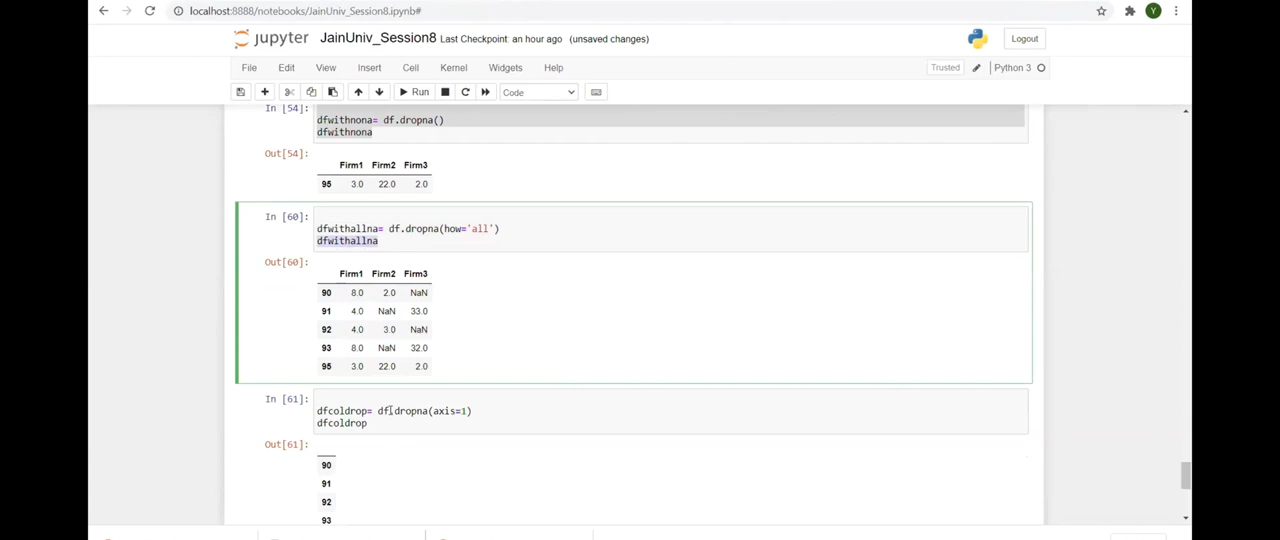 localhost:8888/notebooks/JainUniv_Session8.ipynb#
Y
jupyter JainUniv_Session8 Last Checkpoint: an hour ago (unsaved changes)
Logout
File Edit View Insert Cell Kernel Widgets Help
Trusted Python 3
Run Code
In [54]:
dfwithnona= df.dropna()
dfwithnona
Out[54]:
Firm1 Firm2 Firm3
95 3.0 22.0 2.0
In [60]:
dfwithallna= df.dropna(how='all')
dfwithallna
Out[60]:
Firm1 Firm2 Firm3
90 8.0 2.0 NaN
91 4.0 NaN 33.0
92 4.0 3.0 NaN
93 8.0 NaN 32.0
95 3.0 22.0 2.0
In [61]:
dfcoldrop= df.dropna(axis=1)
dfcoldrop
Out[61]:
90
91
92
93